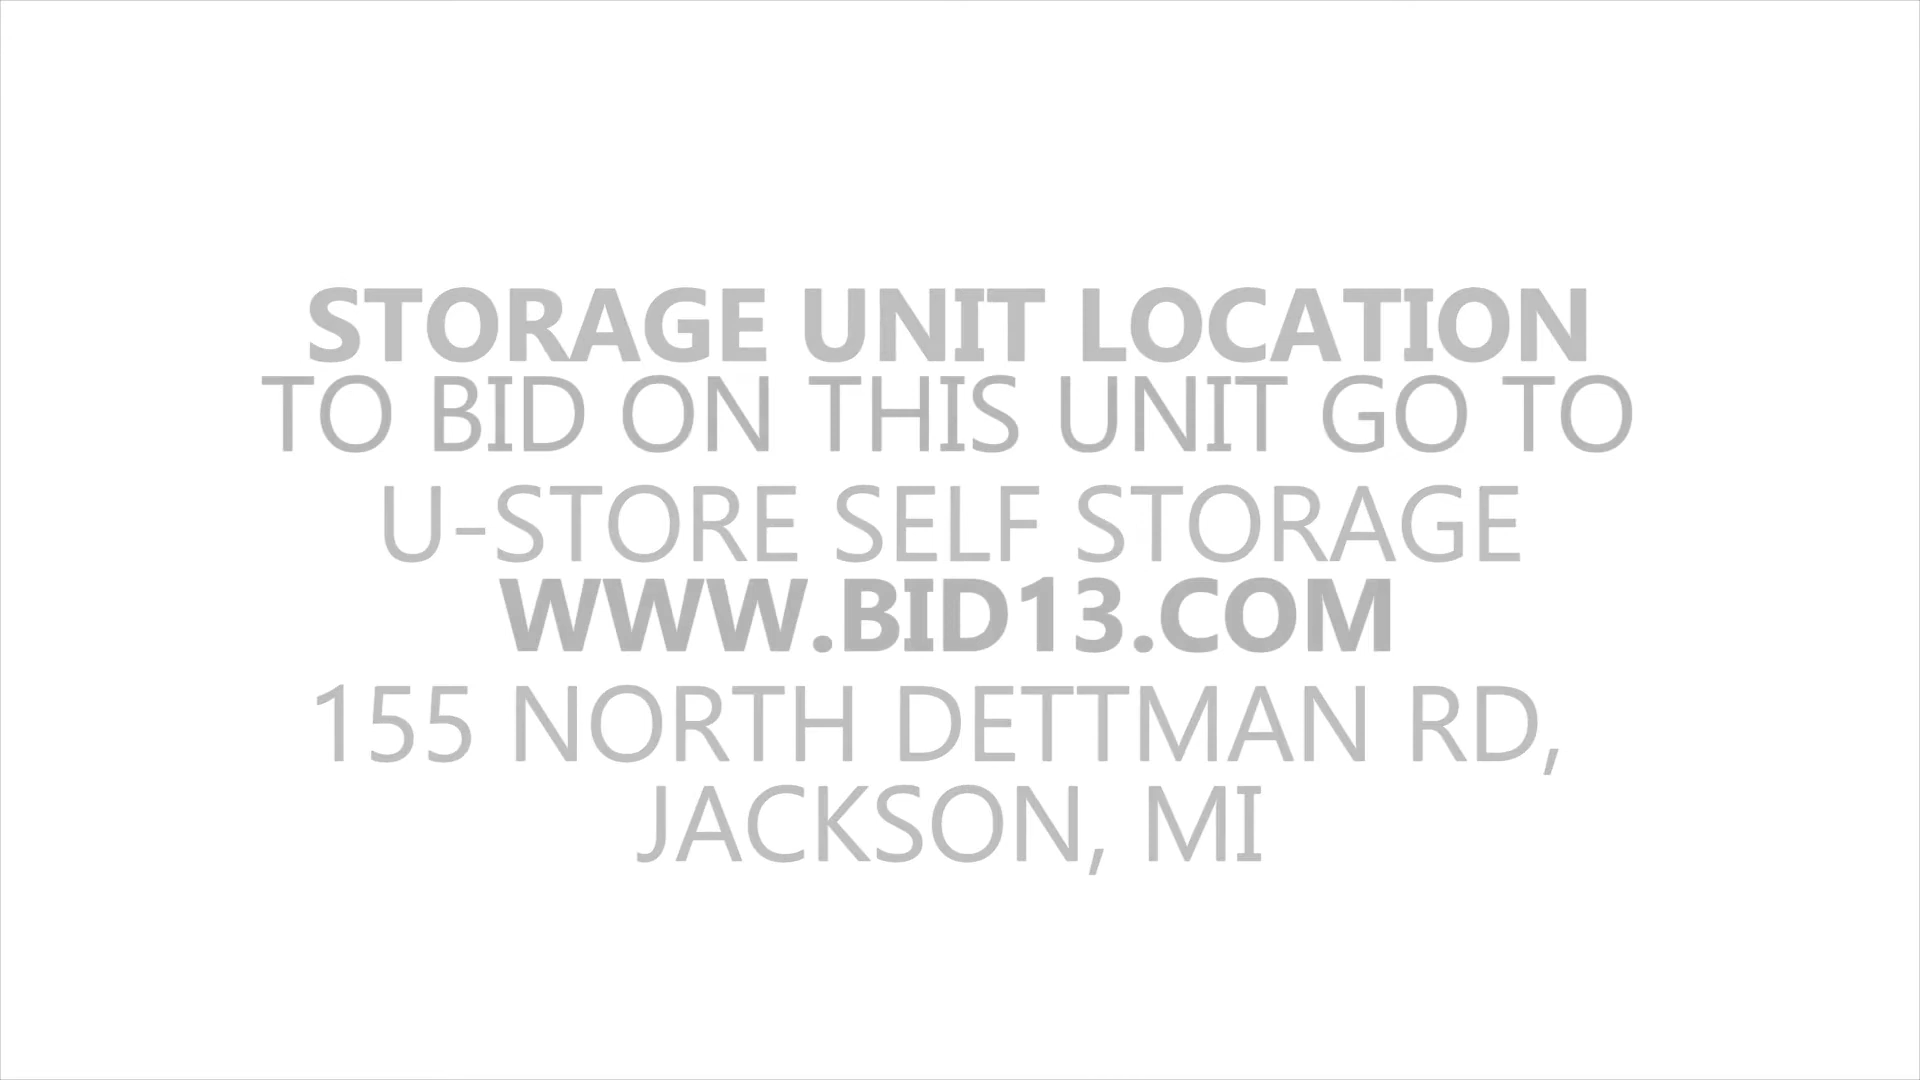 STORAGE UNIT LOCATION
TO BID ON THIS UNIT GO TO
U-STORE SELF STORAGE
WWW.BID13.COM
155 NORTH DETTMAN RD,
JACKSON, MI